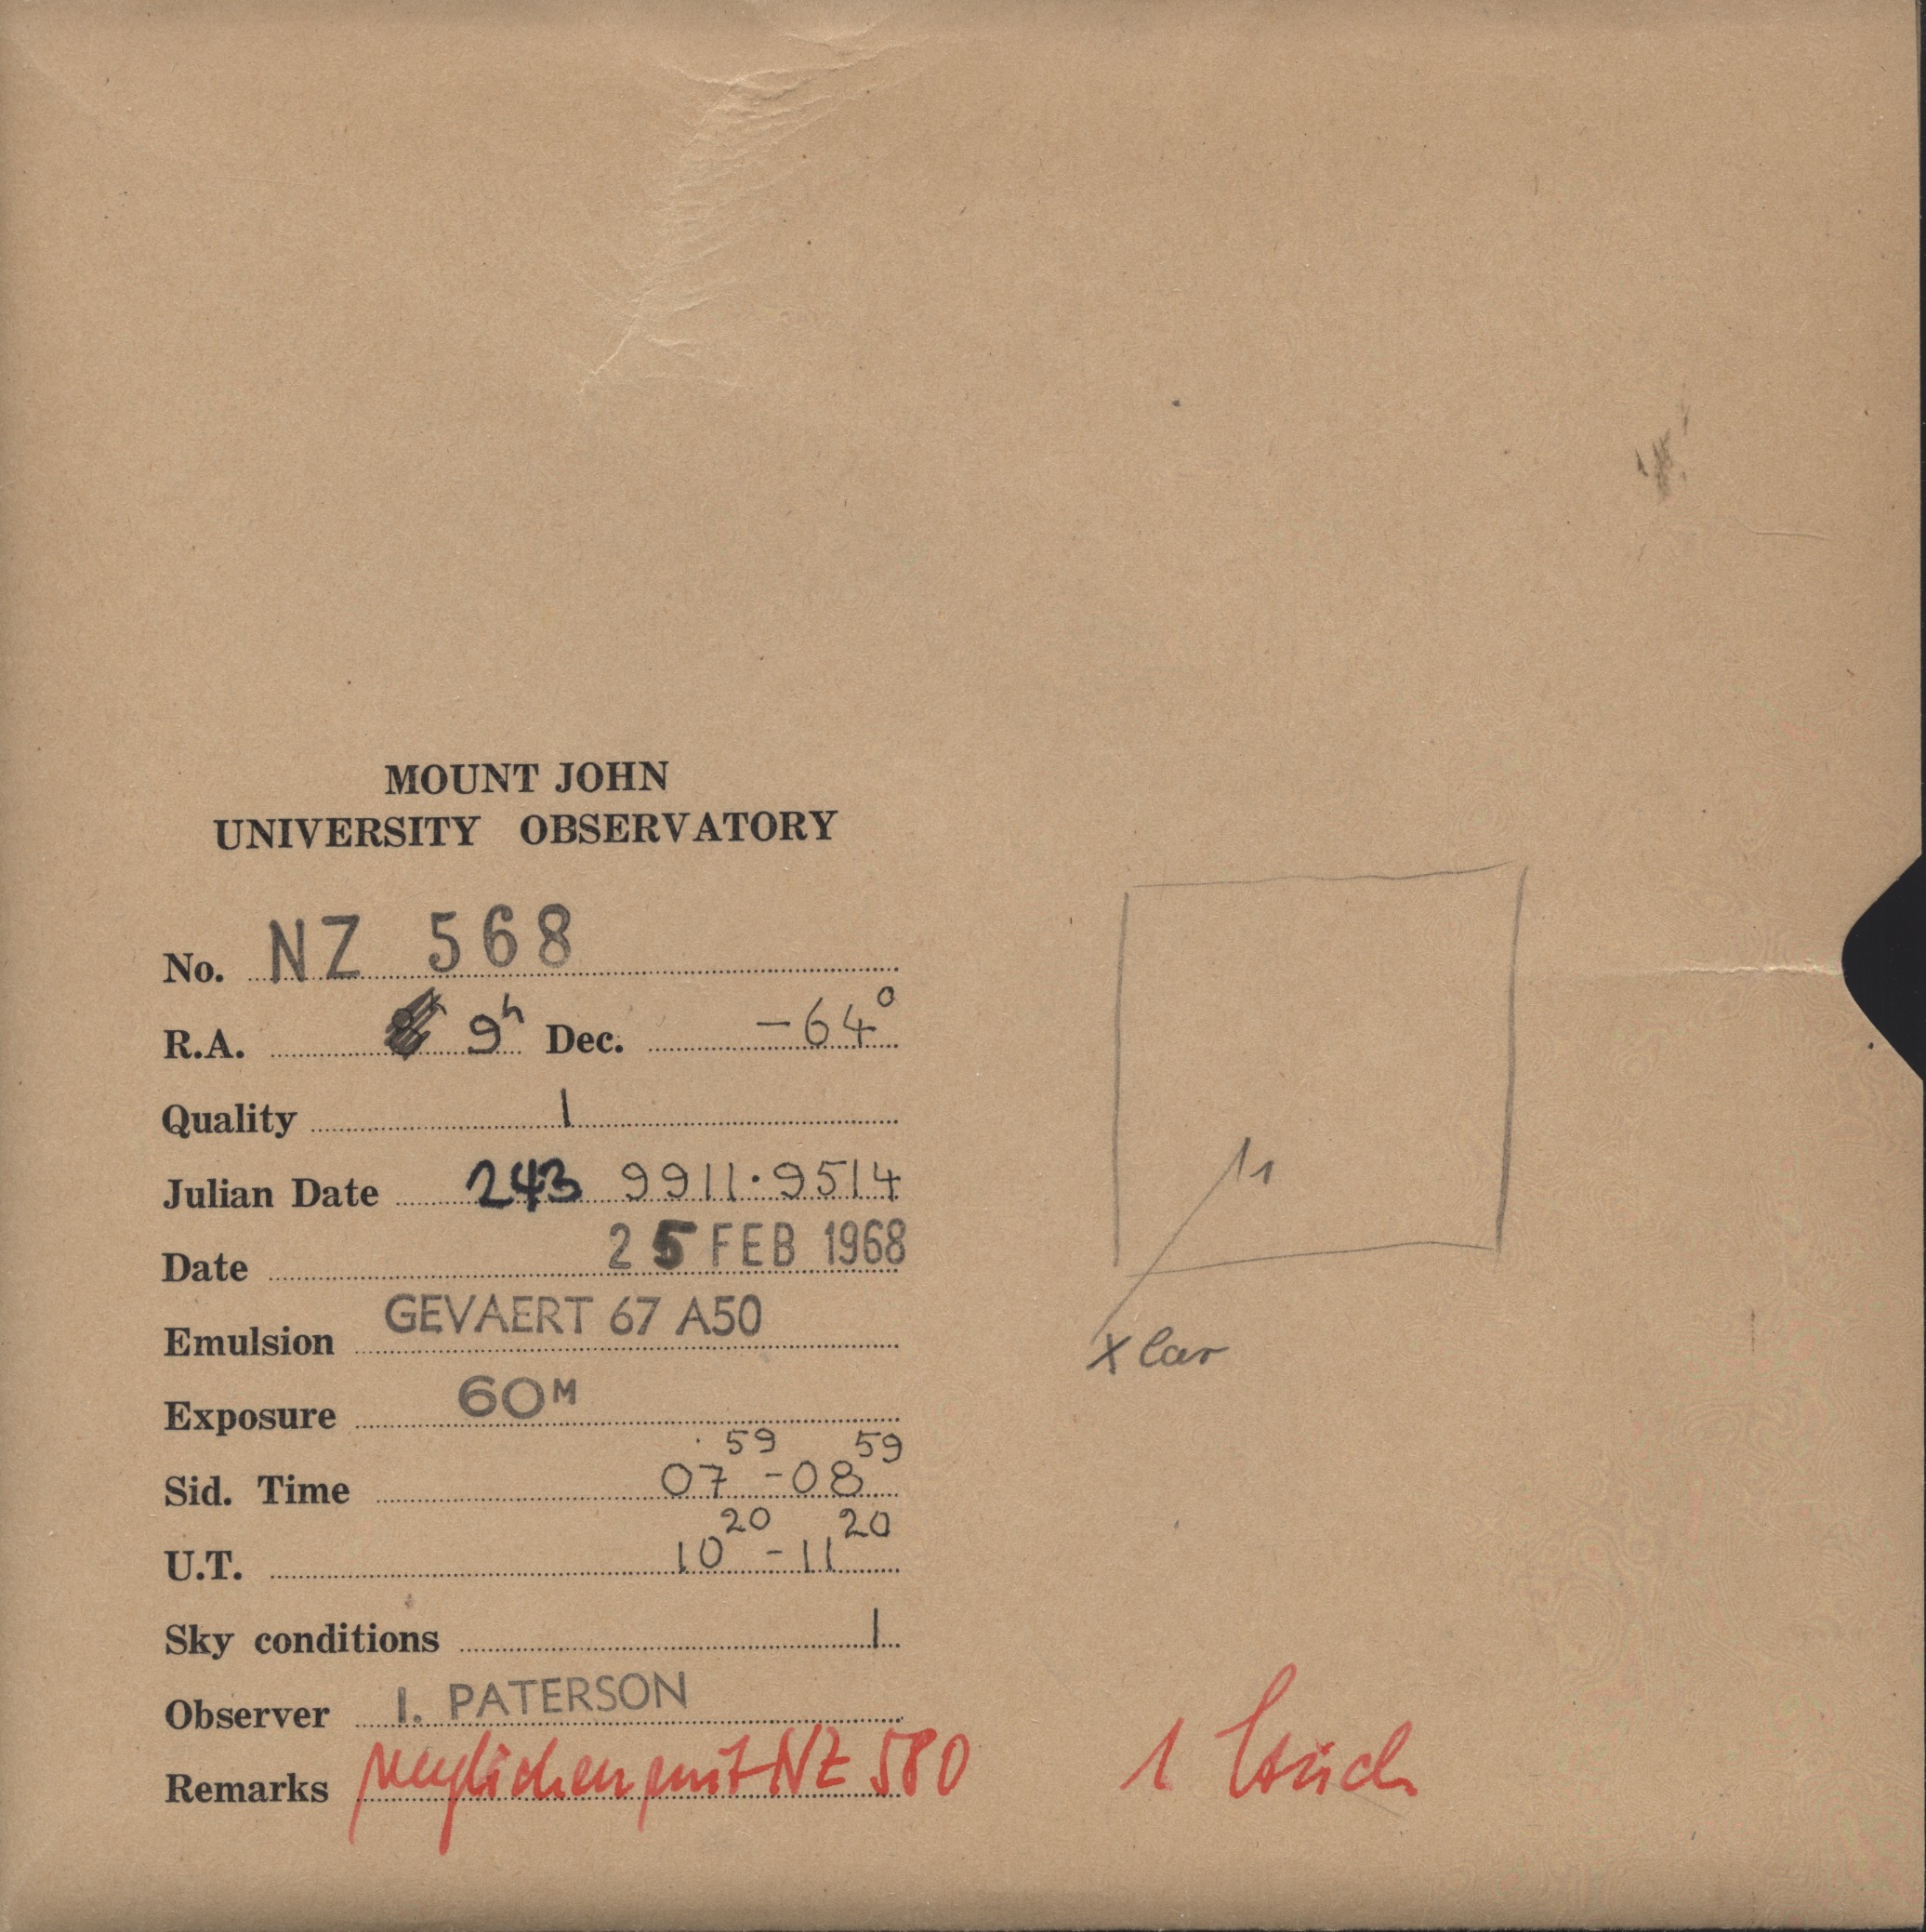 MOUNT JOHN
UNIVERSITY OBSERVATORY
No. NZ 568
R.A. 9h Dec. -64°
Quality 1
Julian Date 243 9911.9514
Date 25 FEB 1968
Emulsion GEVAERT 67 A50
Exposure 60M
Sid. Time 07 59 - 08 59
U.T. 10 20 - 11 20
Sky conditions 1
Observer I. PATERSON
Remarks verglichen mit NZ 580
11
X Car
1 Strich